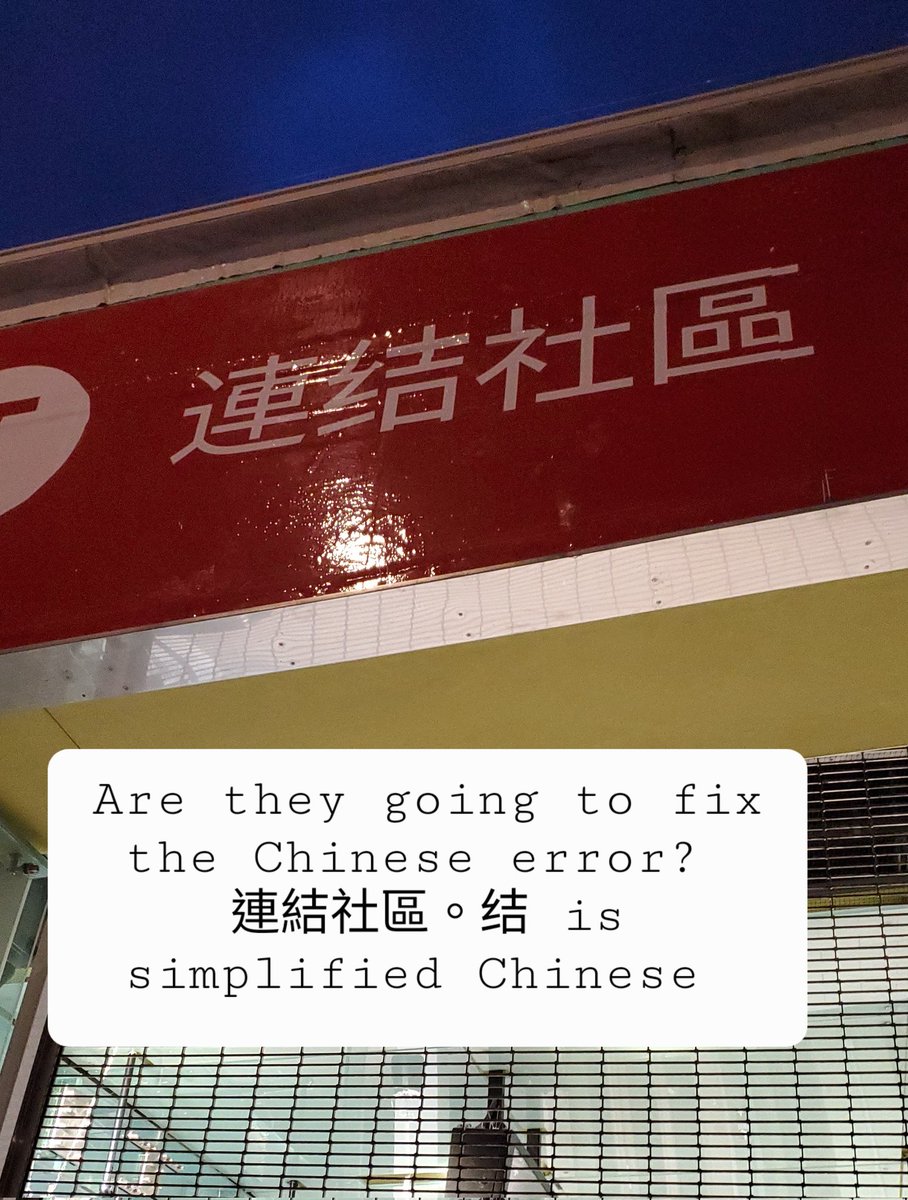 連结社區
Are they going to fix
the Chinese error?
連結社區。结 is
simplified Chinese